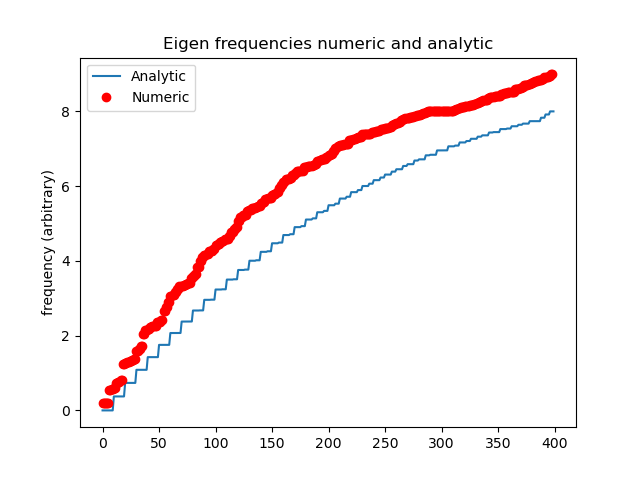 Eigen frequencies numeric and analytic
Analytic
Numeric
frequency (arbitrary)
8
6
4
2
0
0 50 100 150 200 250 300 350 400